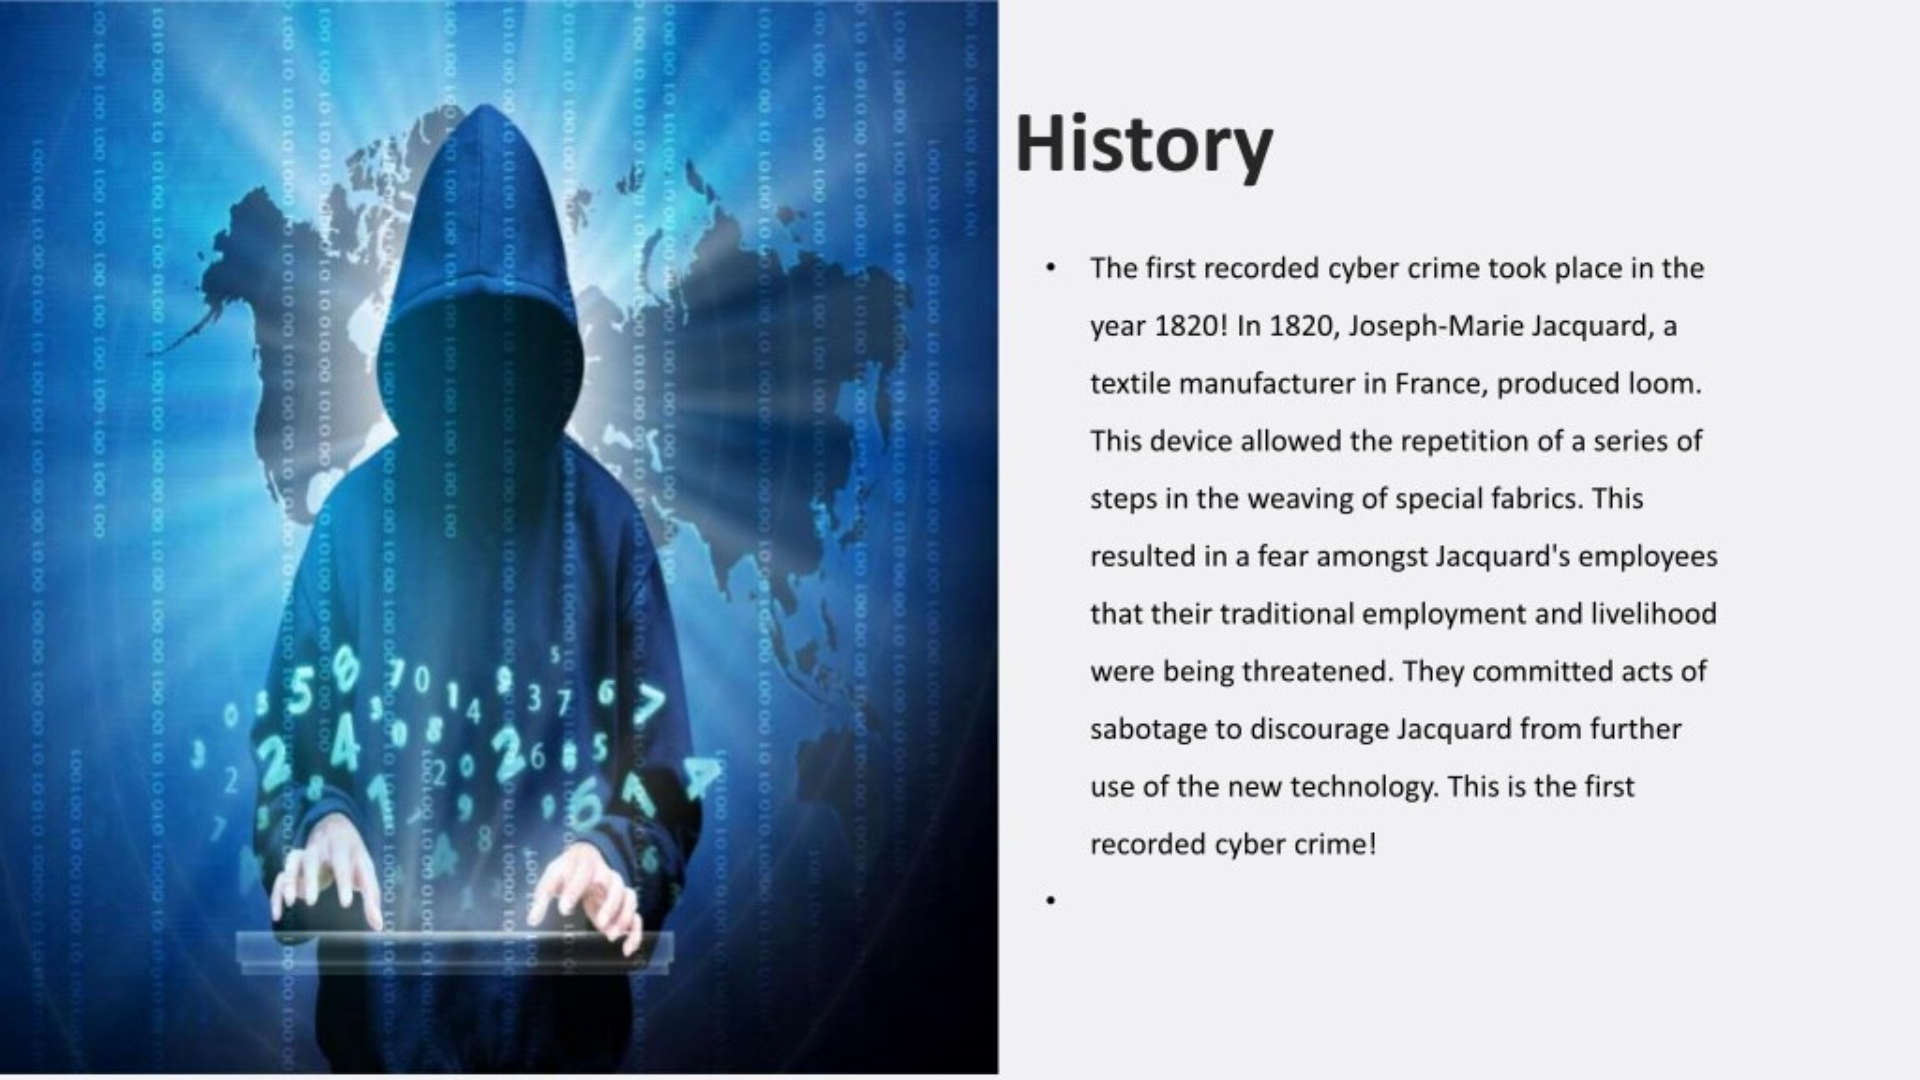 History
• The first recorded cyber crime took place in the
year 1820! In 1820, Joseph-Marie Jacquard, a
textile manufacturer in France, produced loom.
This device allowed the repetition of a series of
steps in the weaving of special fabrics. This
resulted in a fear amongst Jacquard's employees
that their traditional employment and livelihood
were being threatened. They committed acts of
sabotage to discourage Jacquard from further
use of the new technology. This is the first
recorded cyber crime!
•